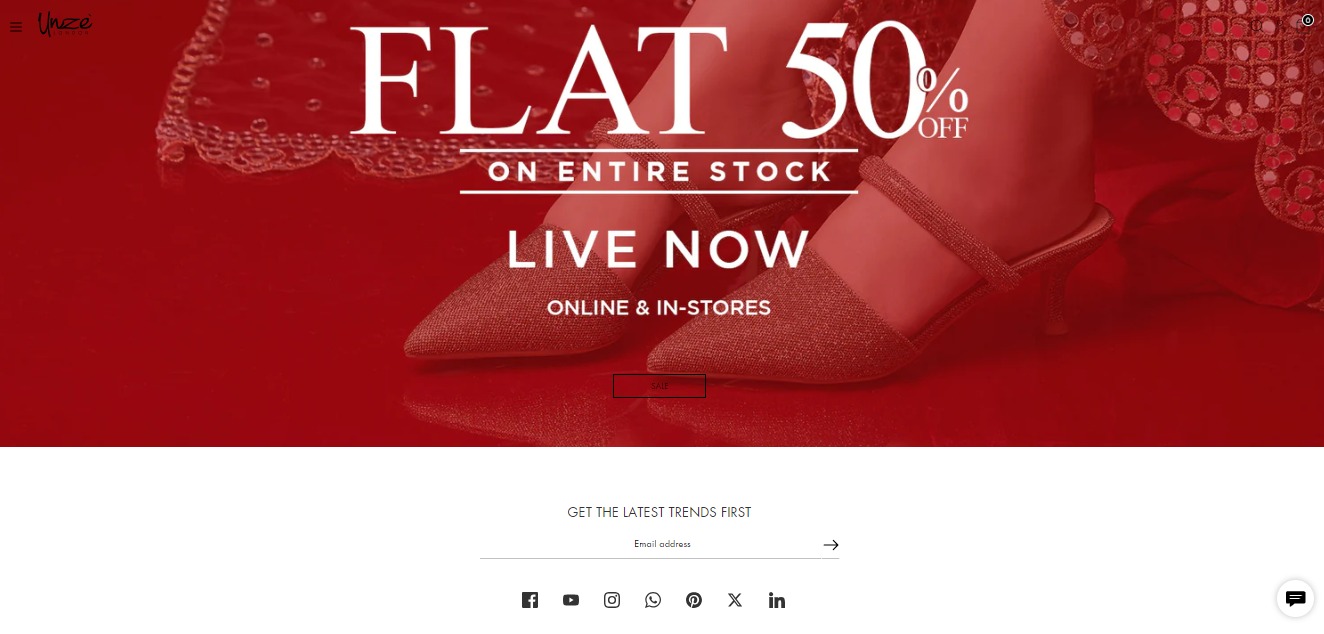 Unze
LONDON
0
FLAT 50%
OFF
ON ENTIRE STOCK
LIVE NOW
ONLINE & IN-STORES
SALE
GET THE LATEST TRENDS FIRST
Email address